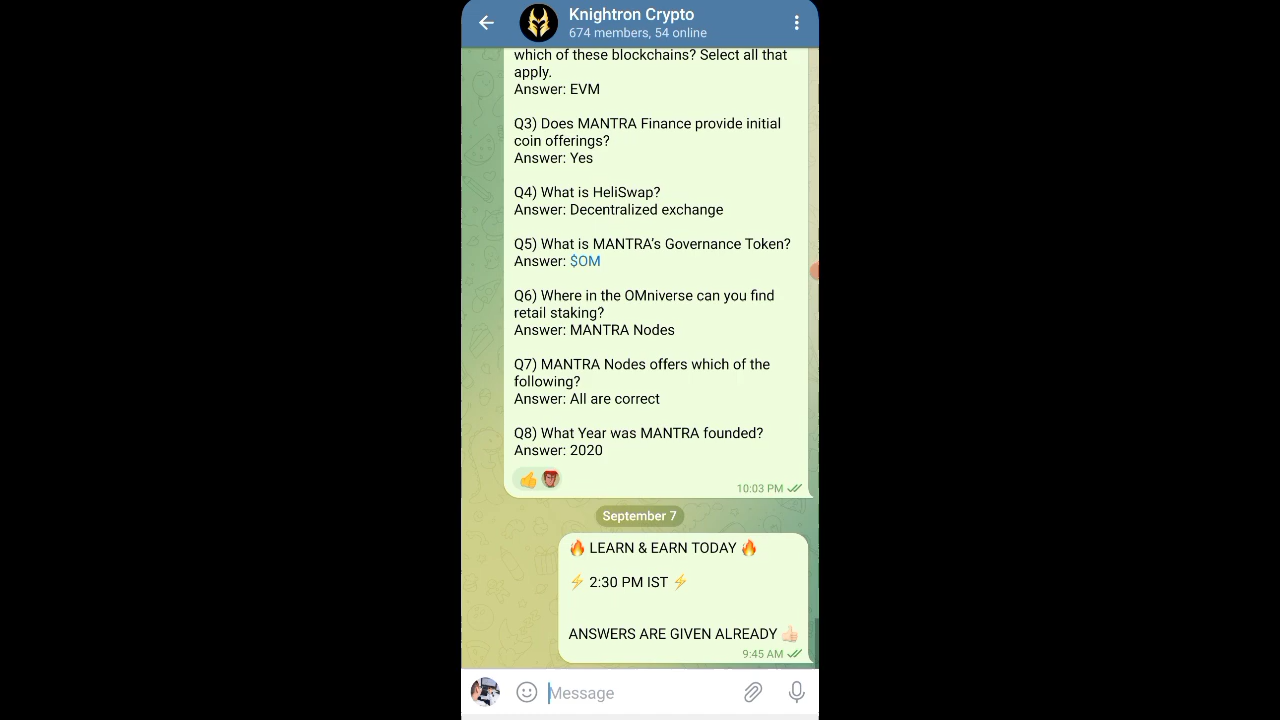 Knightron Crypto
674 members, 54 online
which of these blockchains? Select all that
apply.
Answer: EVM
Q3) Does MANTRA Finance provide initial
coin offerings?
Answer: Yes
Q4) What is HeliSwap?
Answer: Decentralized exchange
Q5) What is MANTRA's Governance Token?
Answer: $OM
Q6) Where in the OMniverse can you find
retail staking?
Answer: MANTRA Nodes
Q7) MANTRA Nodes offers which of the
following?
Answer: All are correct
Q8) What Year was MANTRA founded?
Answer: 2020
10:03 PM
September 7
🔥 LEARN & EARN TODAY 🔥
⚡ 2:30 PM IST ⚡
ANSWERS ARE GIVEN ALREADY 👍🏻
9:45 AM
Message